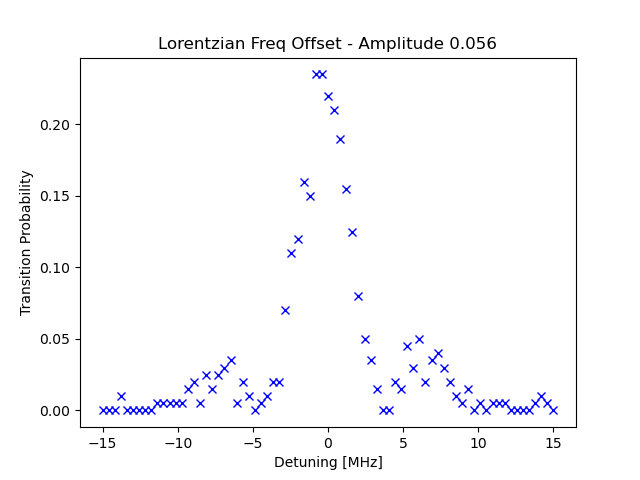 Lorentzian Freq Offset - Amplitude 0.056
Transition Probability
0.20
0.15
0.10
0.05
0.00
−15 −10 −5 0 5 10 15
Detuning [MHz]